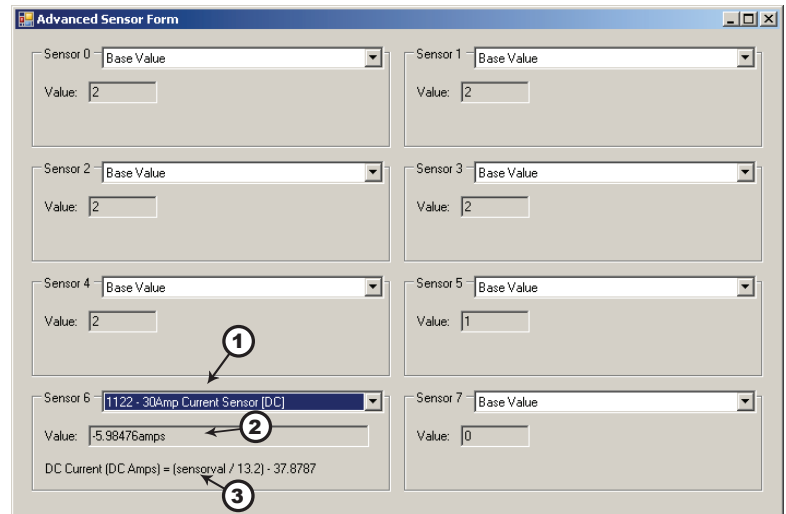 Advanced Sensor Form
Sensor 0 Base Value
Value: 2
Sensor 1 Base Value
Value: 2
Sensor 2 Base Value
Value: 2
Sensor 3 Base Value
Value: 2
Sensor 4 Base Value
Value: 2
Sensor 5 Base Value
Value: 1
1
Sensor 6 1122 - 30Amp Current Sensor [DC]
Value: -5.98476amps
2
DC Current (DC Amps) = (sensorval / 13.2) - 37.8787
3
Sensor 7 Base Value
Value: 0